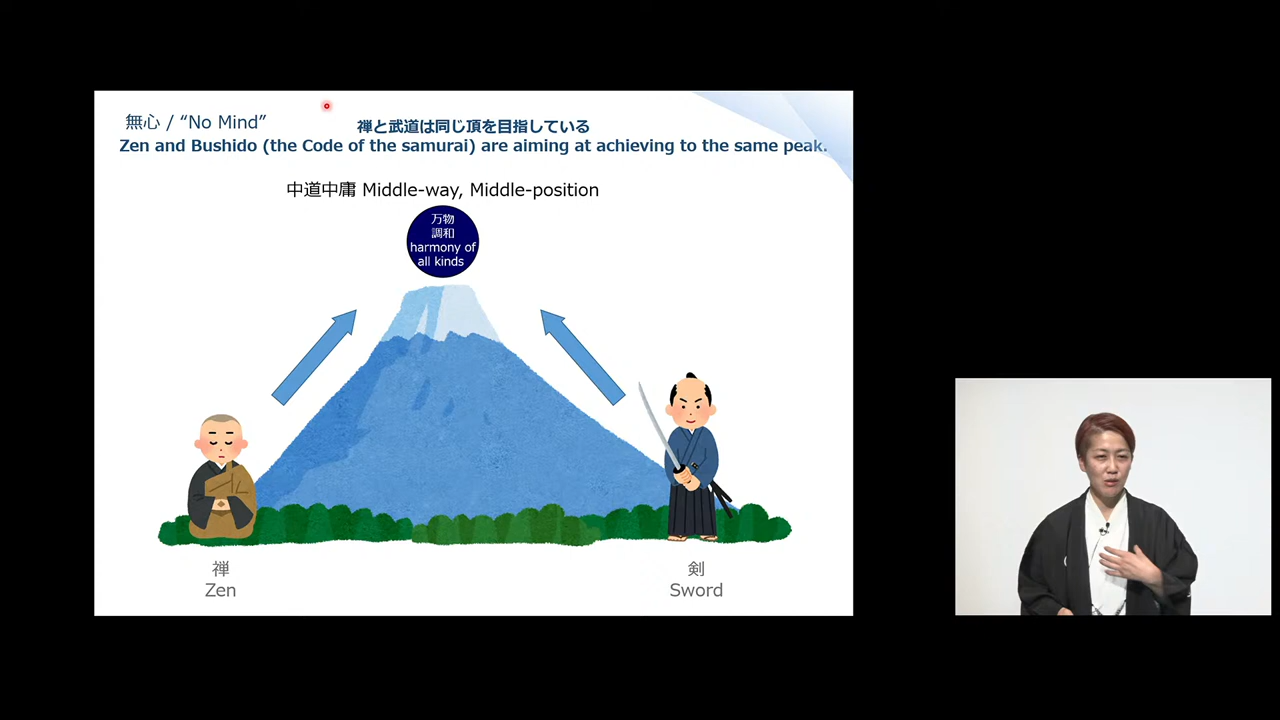 無心 / “No Mind”
禅と武道は同じ頂を目指している
Zen and Bushido (the Code of the samurai) are aiming at achieving to the same peak.
中道中庸 Middle-way, Middle-position
万物
調和
harmony of
all kinds
禅
Zen
剣
Sword